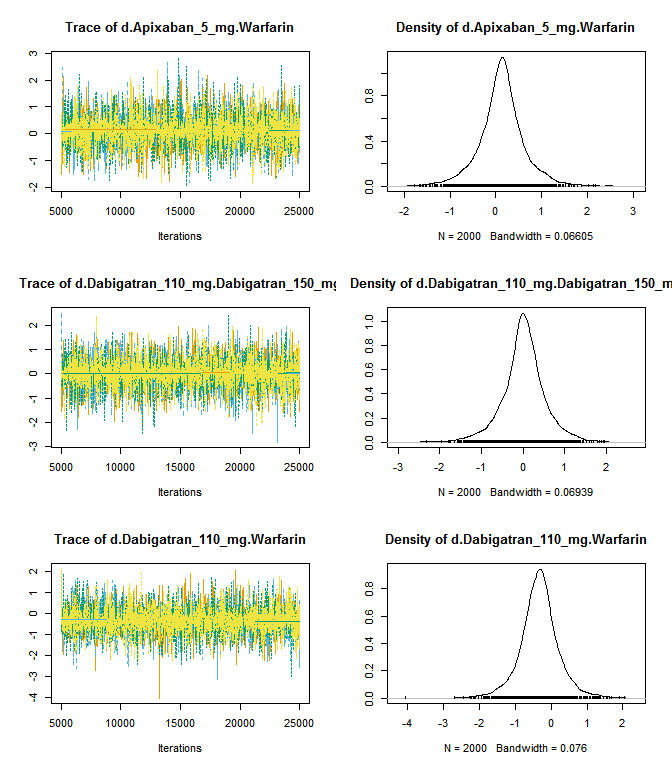 Trace of d.Apixaban_5_mg.Warfarin
3
2
1
0
-1
-2
5000 10000 15000 20000 25000
Iterations
Density of d.Apixaban_5_mg.Warfarin
0.8
0.4
0.0
-2 -1 0 1 2 3
N = 2000 Bandwidth = 0.06605
Trace of d.Dabigatran_110_mg.Dabigatran_150_mg
2
1
0
-1
-2
-3
5000 10000 15000 20000 25000
Iterations
Density of d.Dabigatran_110_mg.Dabigatran_150_m
1.0
0.8
0.6
0.4
0.2
0.0
-3 -2 -1 0 1 2
N = 2000 Bandwidth = 0.06939
Trace of d.Dabigatran_110_mg.Warfarin
2
1
0
-1
-2
-3
-4
5000 10000 15000 20000 25000
Iterations
Density of d.Dabigatran_110_mg.Warfarin
0.8
0.6
0.4
0.2
0.0
-4 -3 -2 -1 0 1 2
N = 2000 Bandwidth = 0.076